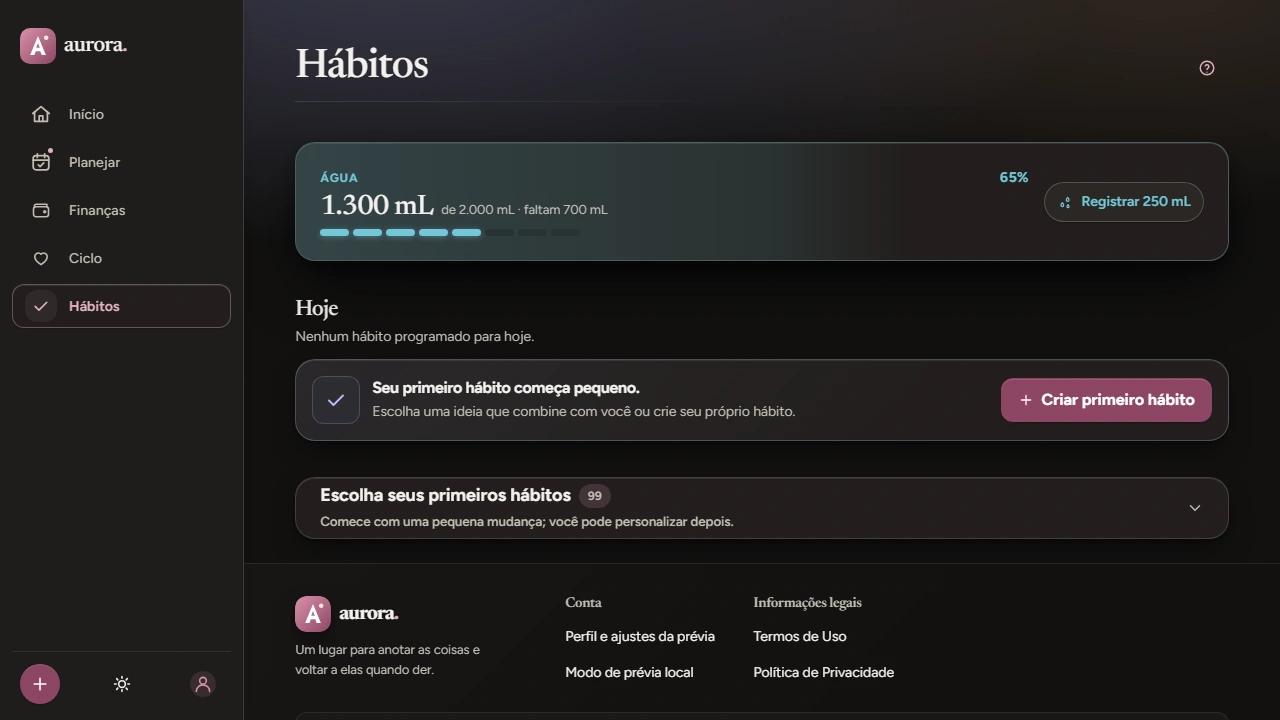 aurora.
Início
Planejar
Finanças
Ciclo
Hábitos
Hábitos
ÁGUA
65%
1.300 mL de 2.000 mL · faltam 700 mL
Registrar 250 mL
Hoje
Nenhum hábito programado para hoje.
Seu primeiro hábito começa pequeno.
Escolha uma ideia que combine com você ou crie seu próprio hábito.
Criar primeiro hábito
Escolha seus primeiros hábitos 99
Comece com uma pequena mudança; você pode personalizar depois.
aurora.
Um lugar para anotar as coisas e
voltar a elas quando der.
Conta
Perfil e ajustes da prévia
Modo de prévia local
Informações legais
Termos de Uso
Política de Privacidade